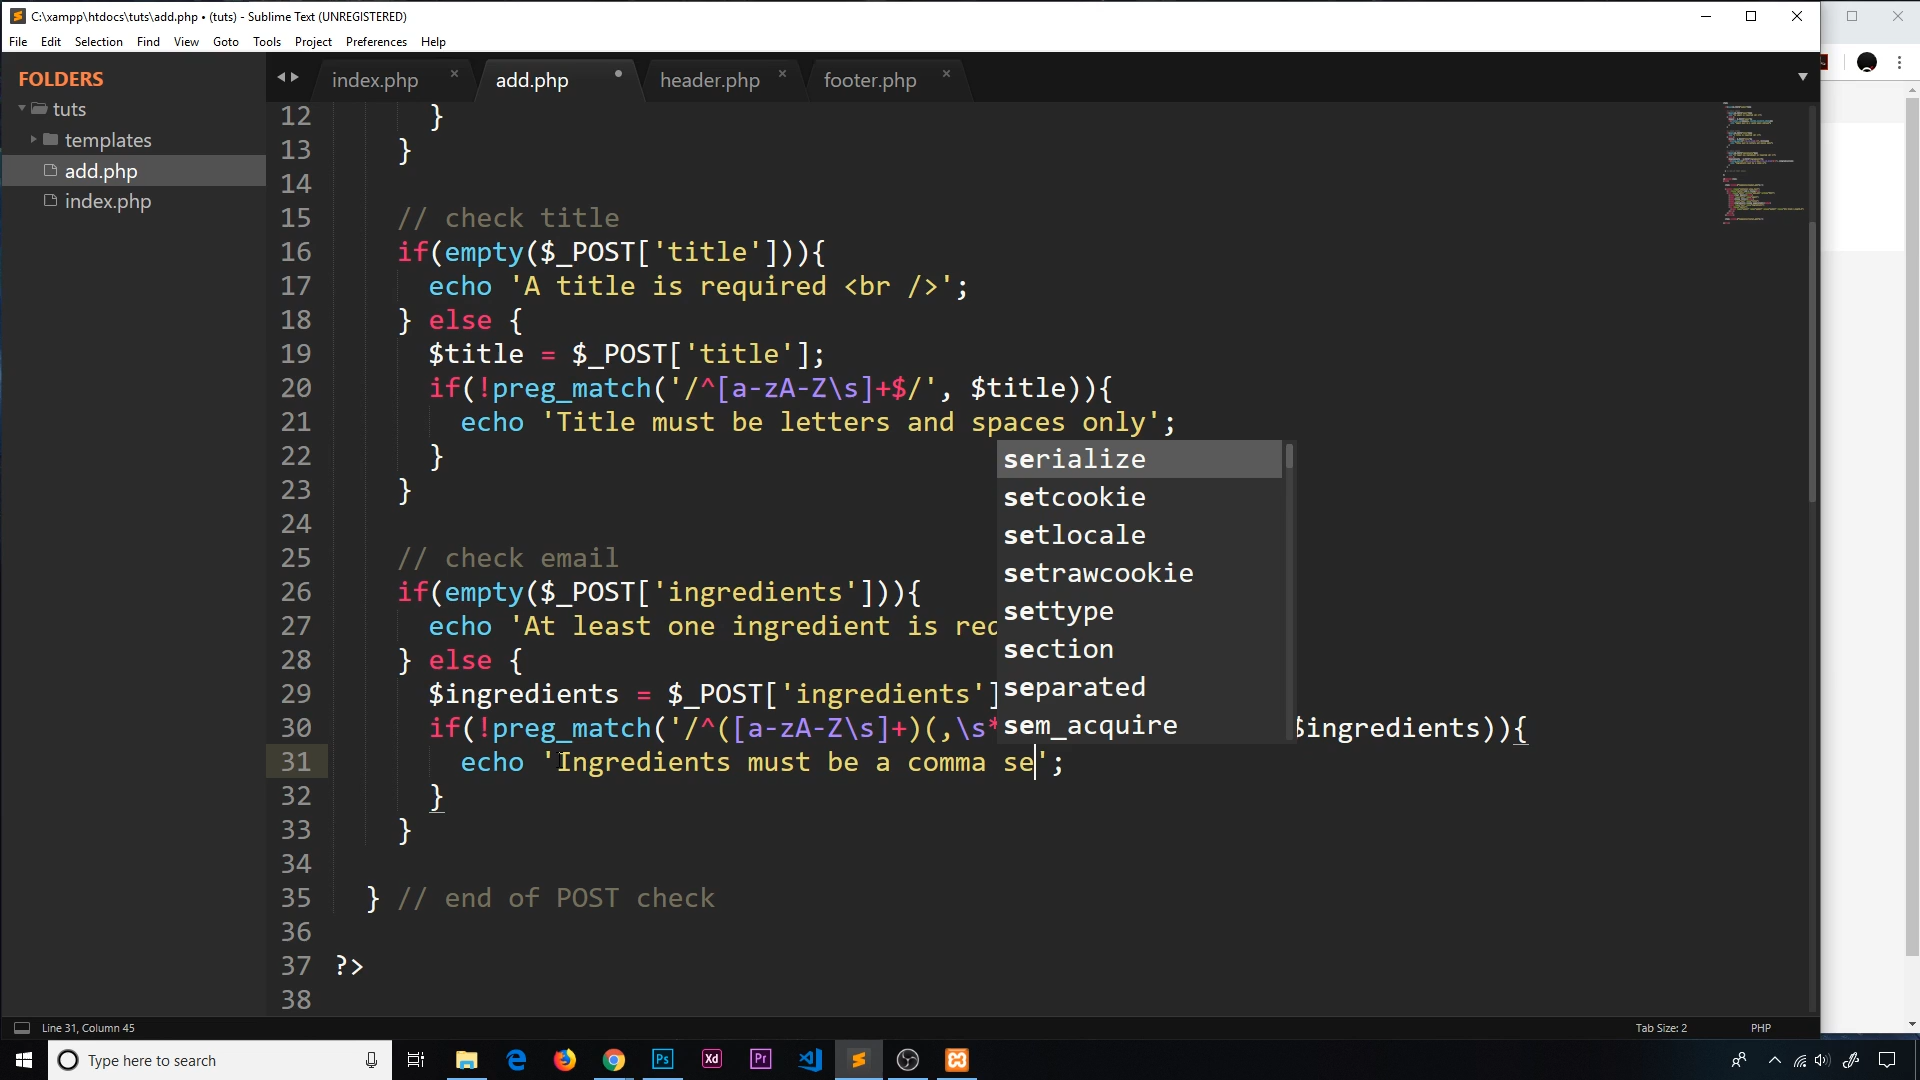 C:\xampp\htdocs\tuts\add.php • (tuts) - Sublime Text (UNREGISTERED)
File Edit Selection Find View Goto Tools Project Preferences Help
FOLDERS
tuts
templates
add.php
index.php
index.php add.php header.php footer.php
12 }
13 }
14
15 // check title
16 if(empty($_POST['title'])){
17 echo 'A title is required <br />';
18 } else {
19 $title = $_POST['title'];
20 if(!preg_match('/^[a-zA-Z\s]+$/', $title)){
21 echo 'Title must be letters and spaces only';
22 }
23 }
24
25 // check email
26 if(empty($_POST['ingredients'])){
27 echo 'At least one ingredient is
28 } else {
29 $ingredients = $_POST['ingredients']
30 if(!preg_match('/^([a-zA-Z\s]+)(,\s* $ingredients)){
31 echo 'Ingredients must be a comma se';
32 }
33 }
34
35 } // end of POST check
36
37 ?>
38
serialize
setcookie
setlocale
setrawcookie
settype
section
separated
sem_acquire
Line 31, Column 45
Tab Size: 2
PHP
Type here to search
Ps
Xd
Pr